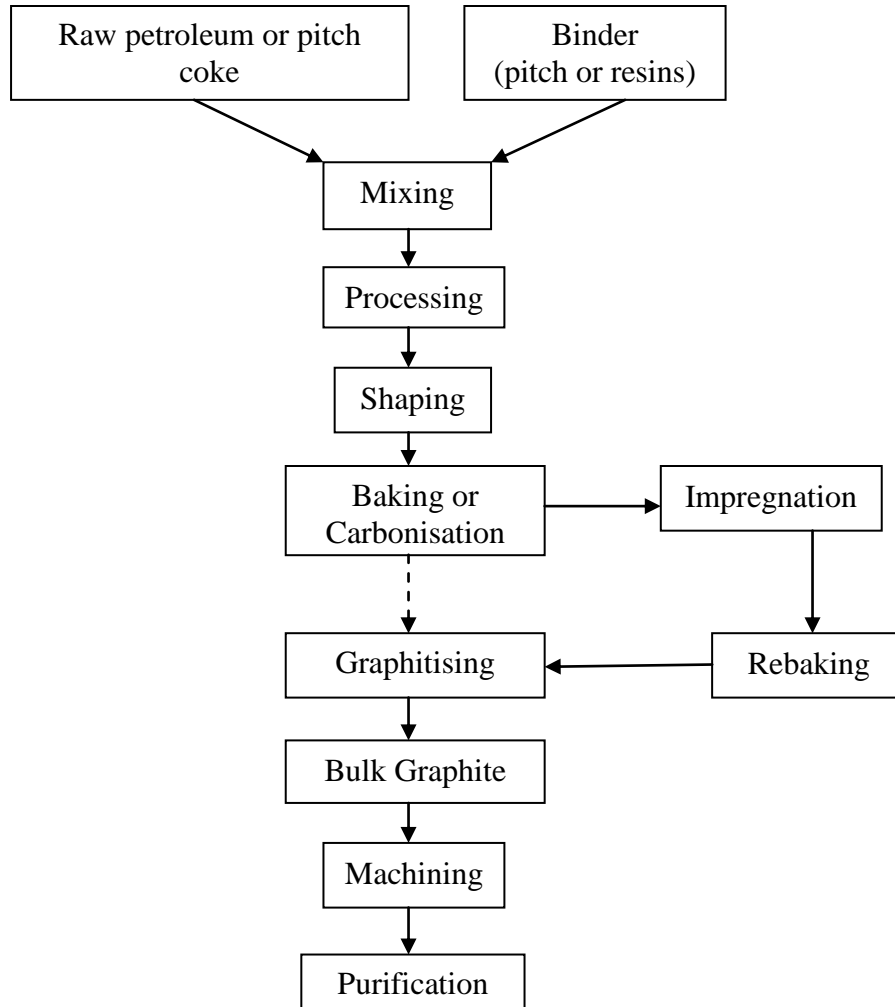 Raw petroleum or pitch
coke
Binder
(pitch or resins)
Mixing
Processing
Shaping
Baking or
Carbonisation
Impregnation
Graphitising
Rebaking
Bulk Graphite
Machining
Purification